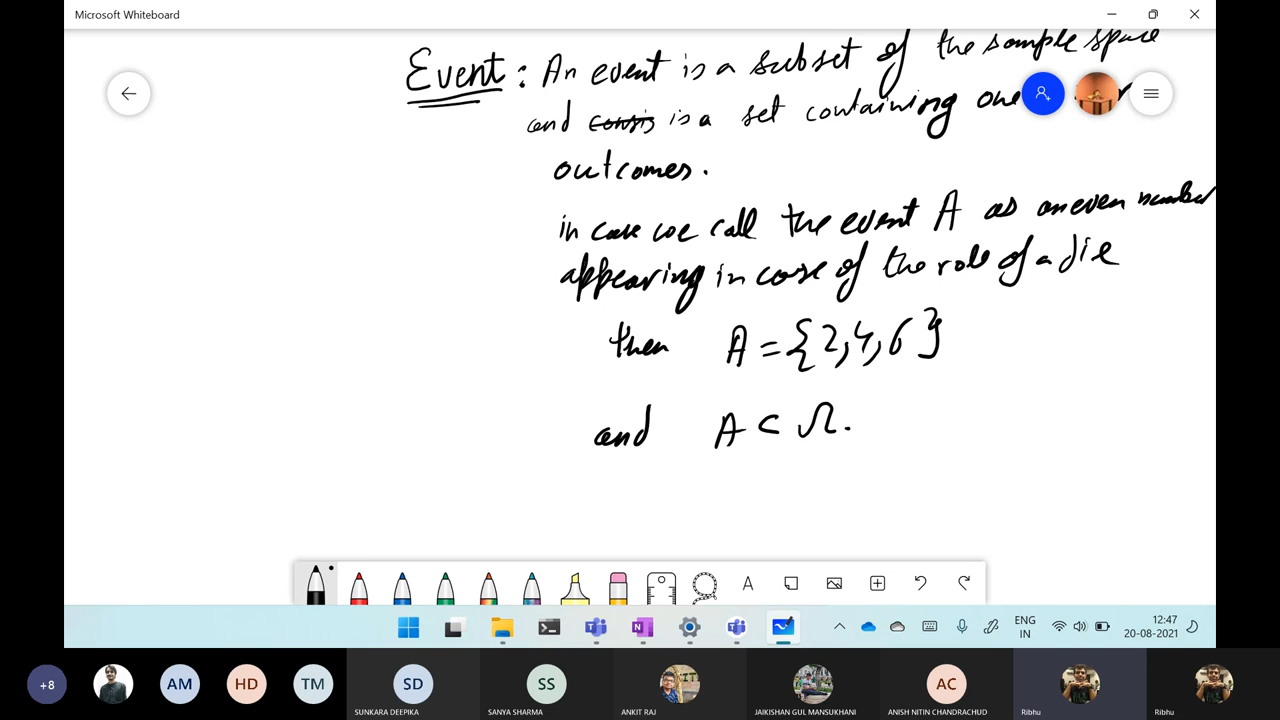 Microsoft Whiteboard
Event : An event is a subset of the sample space
and consis is a set containing one
outcomes.
in case we call the event A as an even number
appearing in case of the role of a die
then A = {2,4,6}
and A ⊂ Ω.
A
ENG
IN
12:47
20-08-2021
+8
AM
HD
TM
SD
SUNKARA DEEPIKA
SS
SANYA SHARMA
ANKIT RAJ
JAIKISHAN GUL MANSUKHANI
AC
ANISH NITIN CHANDRACHUD
Ribhu
Ribhu